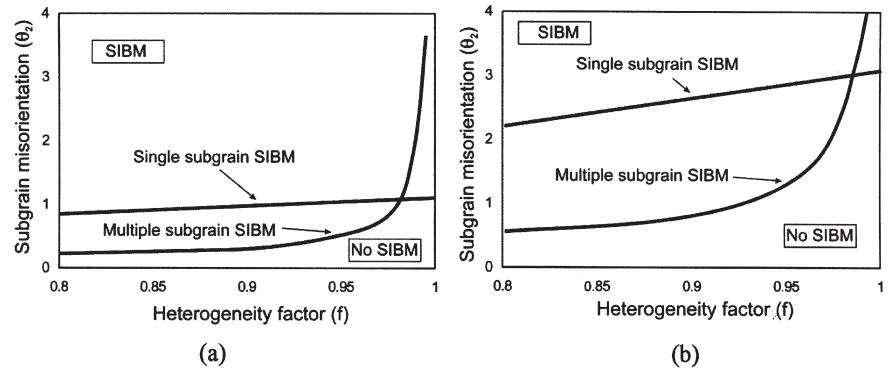 4
3
2
1
0
Subgrain misorientation (θ2)
SIBM
Single subgrain SIBM
Multiple subgrain SIBM
No SIBM
0.8 0.85 0.9 0.95 1
Heterogeneity factor (f)
(a)
4
3
2
1
0
Subgrain misorientation (θ2)
SIBM
Single subgrain SIBM
Multiple subgrain SIBM
No SIBM
0.8 0.85 0.9 0.95 1
Heterogeneity factor (f)
(b)